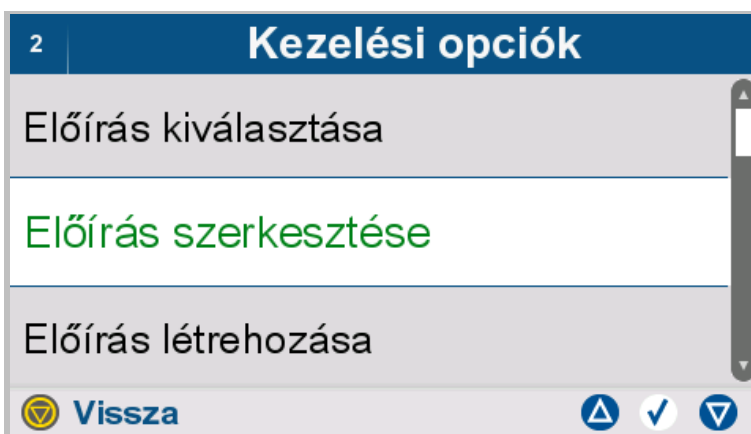 2
Kezelési opciók
Előírás kiválasztása
Előírás szerkesztése
Előírás létrehozása
Vissza